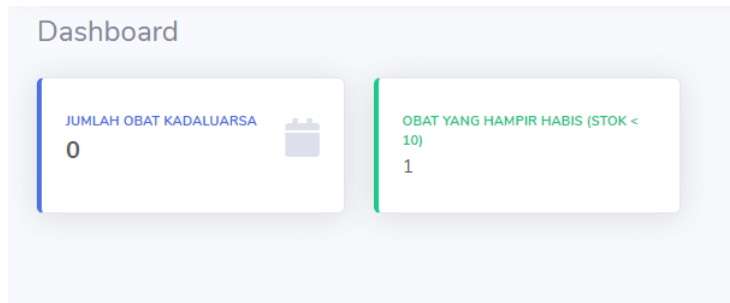 Dashboard
JUMLAH OBAT KADALUARSA
0
OBAT YANG HAMPIR HABIS (STOK <
10)
1